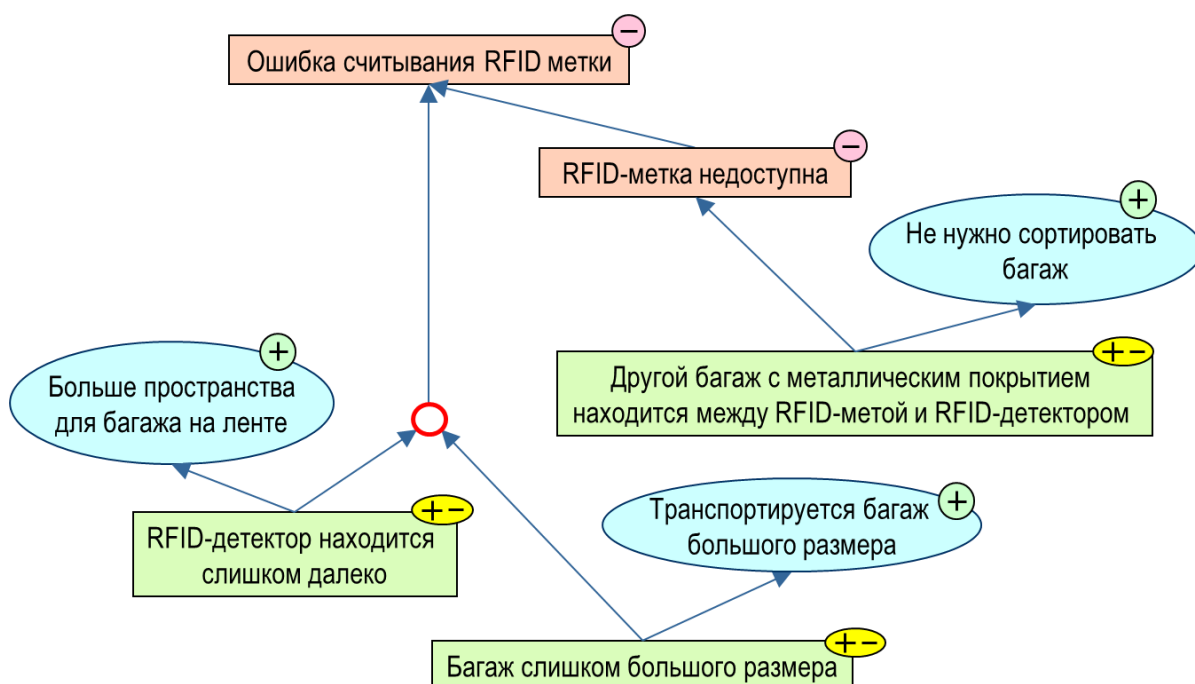 Ошибка считывания RFID метки
−
RFID-метка недоступна
−
Не нужно сортировать
багаж
+
Больше пространства
для багажа на ленте
+
Другой багаж с металлическим покрытием
находится между RFID-метой и RFID-детектором
+−
RFID-детектор находится
слишком далеко
+−
Транспортируется багаж
большого размера
+
Багаж слишком большого размера
+−